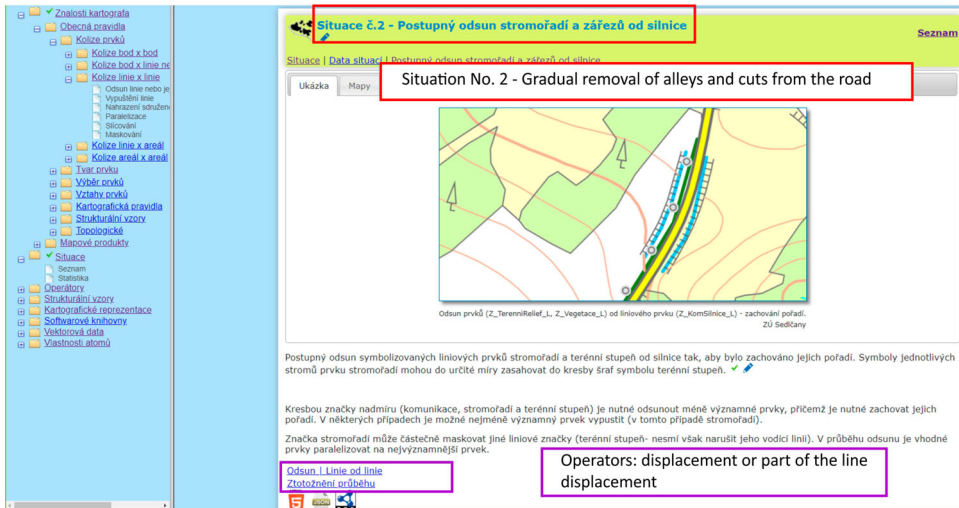 Znalosti kartografa
Obecná pravidla
Kolize prvků
Kolize bod x bod
Kolize bod x linie ne
Kolize linie x linie
Odsun linie nebo je
Vypuštění linie
Nahrazení sdružen
Paralelizace
Slícování
Maskování
Kolize linie x areál
Kolize areál x areál
Tvar prvku
Výběr prvků
Vztahy prvků
Kartografická pravidla
Strukturální vzory
Topologické
Mapové produkty
Situace
Seznam
Statistika
Operátory
Strukturální vzory
Kartografické reprezentace
Softwarové knihovny
Vektorová data
Vlastnosti atomů
Situace č.2 - Postupný odsun stromořadí a zářezů od silnice
Seznam
Situace | Data situací | Postupný odsun stromořadí a zářezů od silnice
Situation No. 2 - Gradual removal of alleys and cuts from the road
Ukázka Mapy
Odsun prvků (Z_TerenniRelief_L, Z_Vegetace_L) od liniového prvku (Z_KomSilnice_L) - zachování pořadí.
ZÚ Sedlčany
Postupný odsun symbolizovaných liniových prvků stromořadí a terénní stupeň od silnice tak, aby bylo zachováno jejich pořadí. Symboly jednotlivých
stromů prvku stromořadí mohou do určité míry zasahovat do kresby šraf symbolu terénní stupeň.
Kresbou značky nadmíru (komunikace, stromořadí a terénní stupeň) je nutné odsunout méně významné prvky, přičemž je nutné zachovat jejich
pořadí. V některých případech je možné nejméně významný prvek vypustit (v tomto případě stromořadí).
Značka stromořadí může částečně maskovat jiné liniové značky (terénní stupeň- nesmí však narušit jeho vodící linii). V průběhu odsunu je vhodné
prvky paralelizovat na nejvýznamnější prvek.
Odsun | Linie od linie
Ztotožnění průběhu
Operators: displacement or part of the line
displacement
JSON